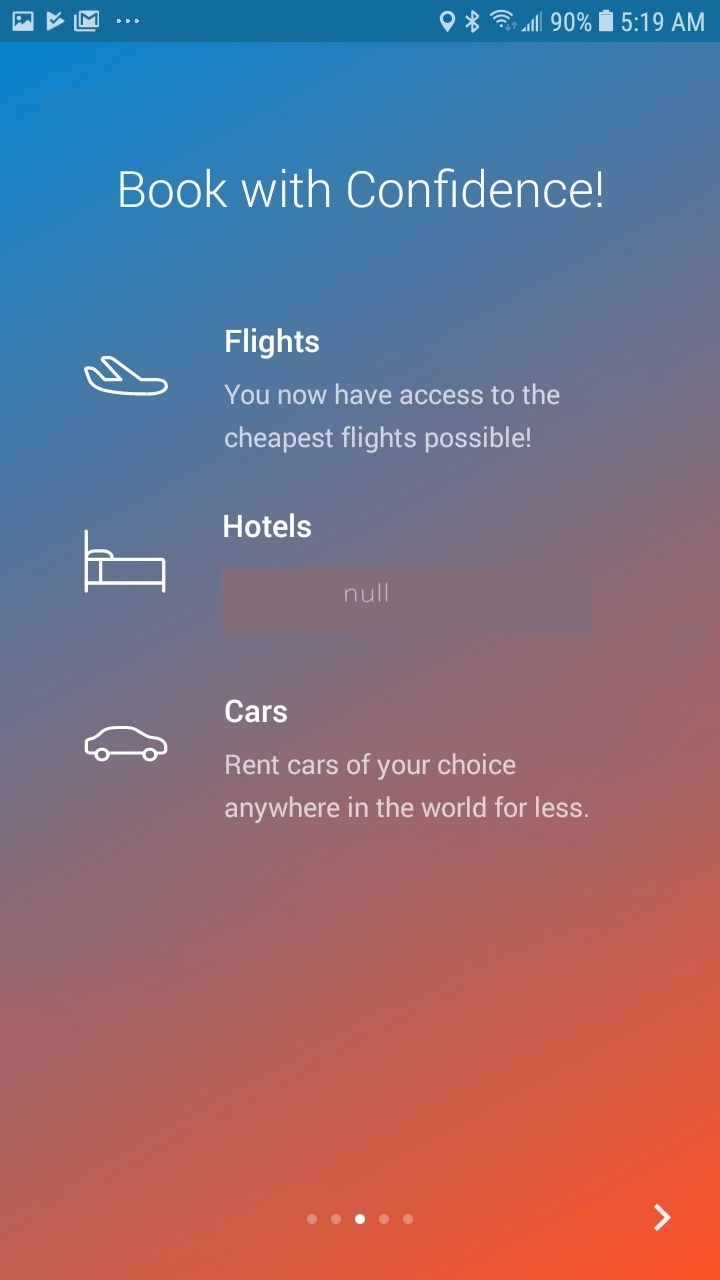 90% 5:19 AM
Book with Confidence!
Flights
You now have access to the
cheapest flights possible!
Hotels
null
Cars
Rent cars of your choice
anywhere in the world for less.